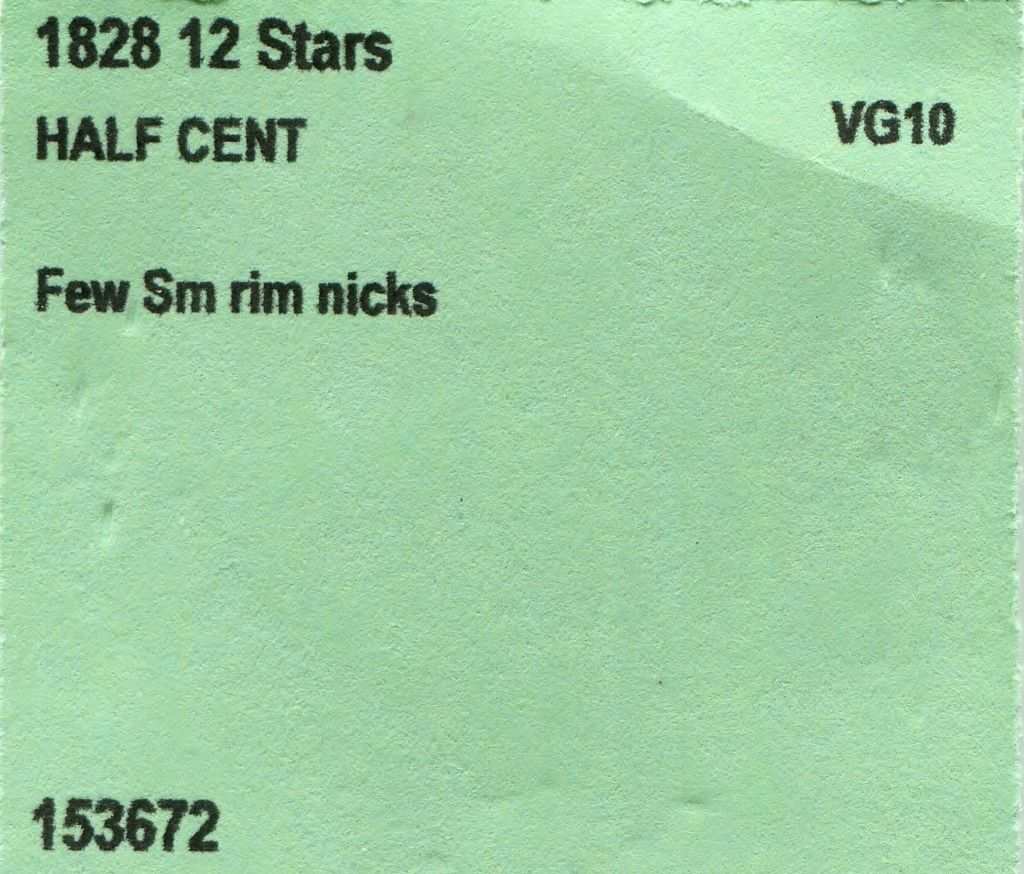 1828 12 Stars
HALF CENT
VG10
Few Sm rim nicks
153672